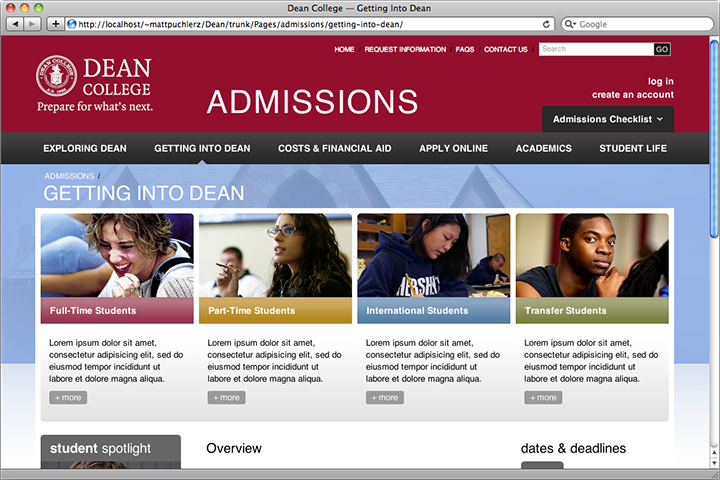 Dean College — Getting Into Dean
http://localhost/~mattpuchlerz/Dean/trunk/Pages/admissions/getting-into-dean/
Google
HOME / REQUEST INFORMATION / FAQS / CONTACT US /
Search GO
DEAN COLLEGE
A.D. 1865
DEAN
COLLEGE
Prepare for what's next.
ADMISSIONS
log in
create an account
Admissions Checklist
EXPLORING DEAN GETTING INTO DEAN COSTS & FINANCIAL AID APPLY ONLINE ACADEMICS STUDENT LIFE
ADMISSIONS /
GETTING INTO DEAN
HERSH
Full-Time Students
Lorem ipsum dolor sit amet,
consectetur adipisicing elit, sed do
eiusmod tempor incididunt ut
labore et dolore magna aliqua.
+ more
Part-Time Students
Lorem ipsum dolor sit amet,
consectetur adipisicing elit, sed do
eiusmod tempor incididunt ut
labore et dolore magna aliqua.
+ more
International Students
Lorem ipsum dolor sit amet,
consectetur adipisicing elit, sed do
eiusmod tempor incididunt ut
labore et dolore magna aliqua.
+ more
Transfer Students
Lorem ipsum dolor sit amet,
consectetur adipisicing elit, sed do
eiusmod tempor incididunt ut
labore et dolore magna aliqua.
+ more
student spotlight
Overview
dates & deadlines